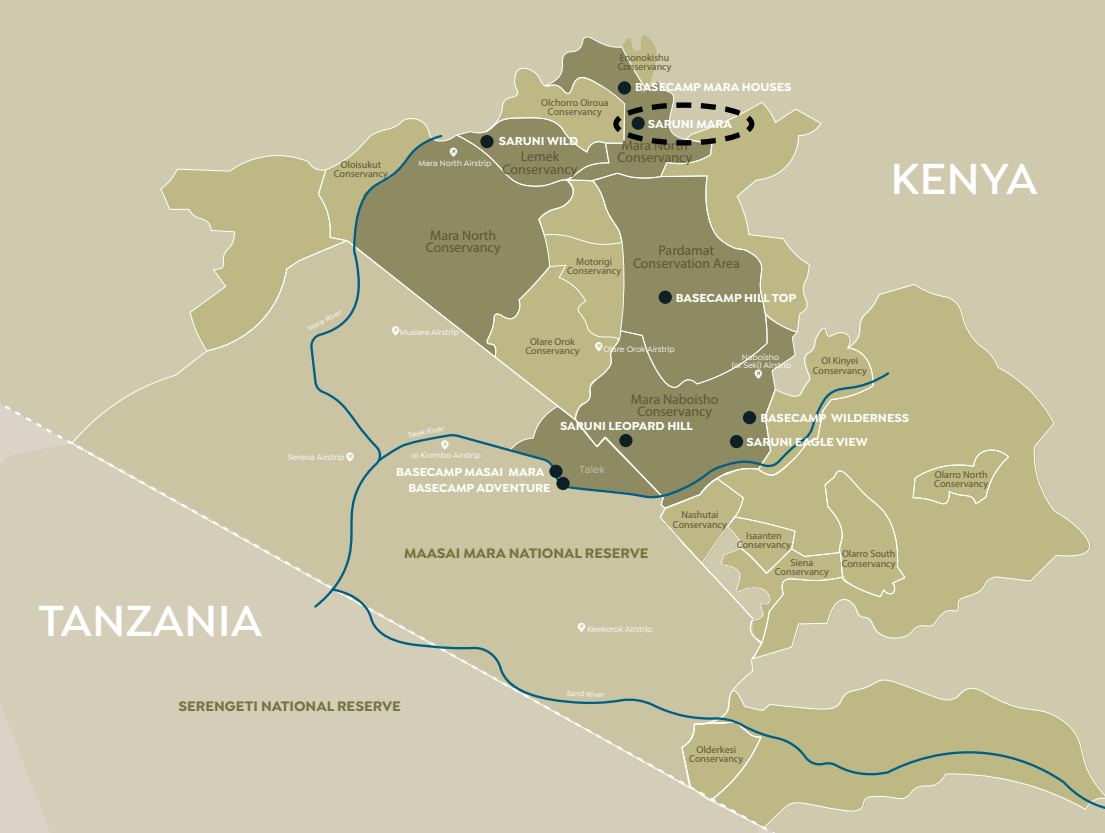 Enonokishu
Conservancy
BASECAMP MARA HOUSES
Olchorro Oiroua
Conservancy
SARUNI MARA
SARUNI WILD
Mara North
Conservancy
Lemek
Conservancy
Mara North Airstrip
Oloisukut
Conservancy
KENYA
Mara North
Conservancy
Pardamat
Conservation Area
Motorigi
Conservancy
BASECAMP HILL TOP
Mara River
Musiara Airstrip
Olare Orok
Conservancy
Olare Orok Airstrip
Naboisho
(ol Seki) Airstrip
Ol Kinyei
Conservancy
Mara Naboisho
Conservancy
BASECAMP WILDERNESS
SARUNI LEOPARD HILL
SARUNI EAGLE VIEW
Talek River
ol Kiombo Airstrip
Serena Airstrip
BASECAMP MASAI MARA
Talek
BASECAMP ADVENTURE
Olarro North
Conservancy
Nashutai
Conservancy
Isaanten
Conservancy
Siena
Conservancy
Olarro South
Conservancy
MAASAI MARA NATIONAL RESERVE
TANZANIA
Keekorok Airstrip
Sand River
SERENGETI NATIONAL RESERVE
Olderkesi
Conservancy